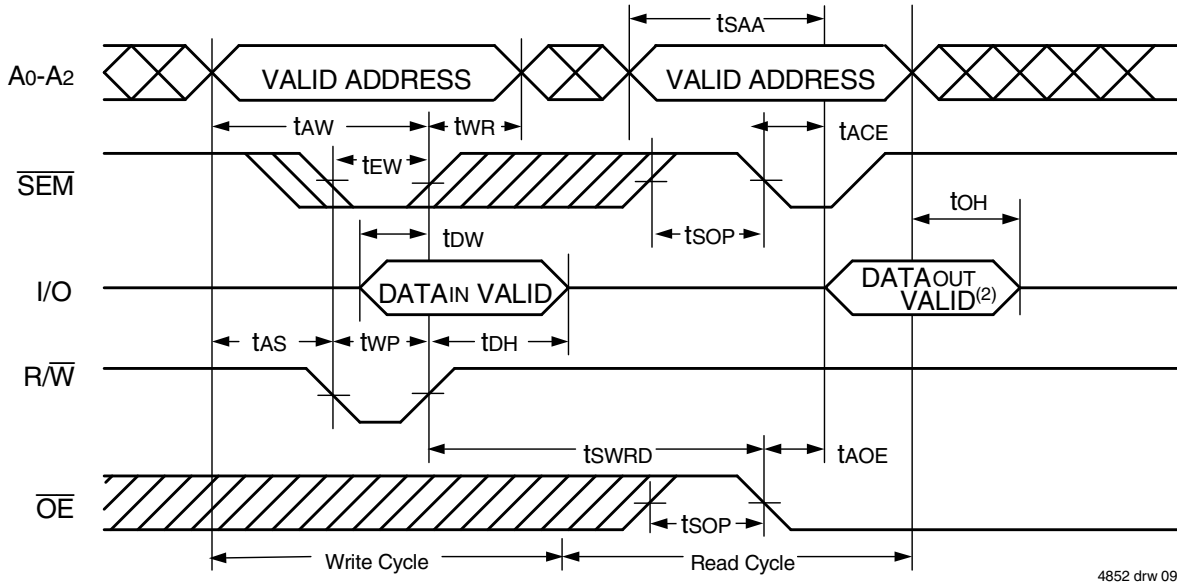 tSAA
A0-A2
VALID ADDRESS
VALID ADDRESS
tAW
tWR
tACE
tEW
SEM
tSOP
tOH
tDW
I/O
DATAIN VALID
DATAOUT
VALID(2)
tAS
tWP
tDH
R/W
tSWRD
tAOE
OE
tSOP
Write Cycle
Read Cycle
4852 drw 09